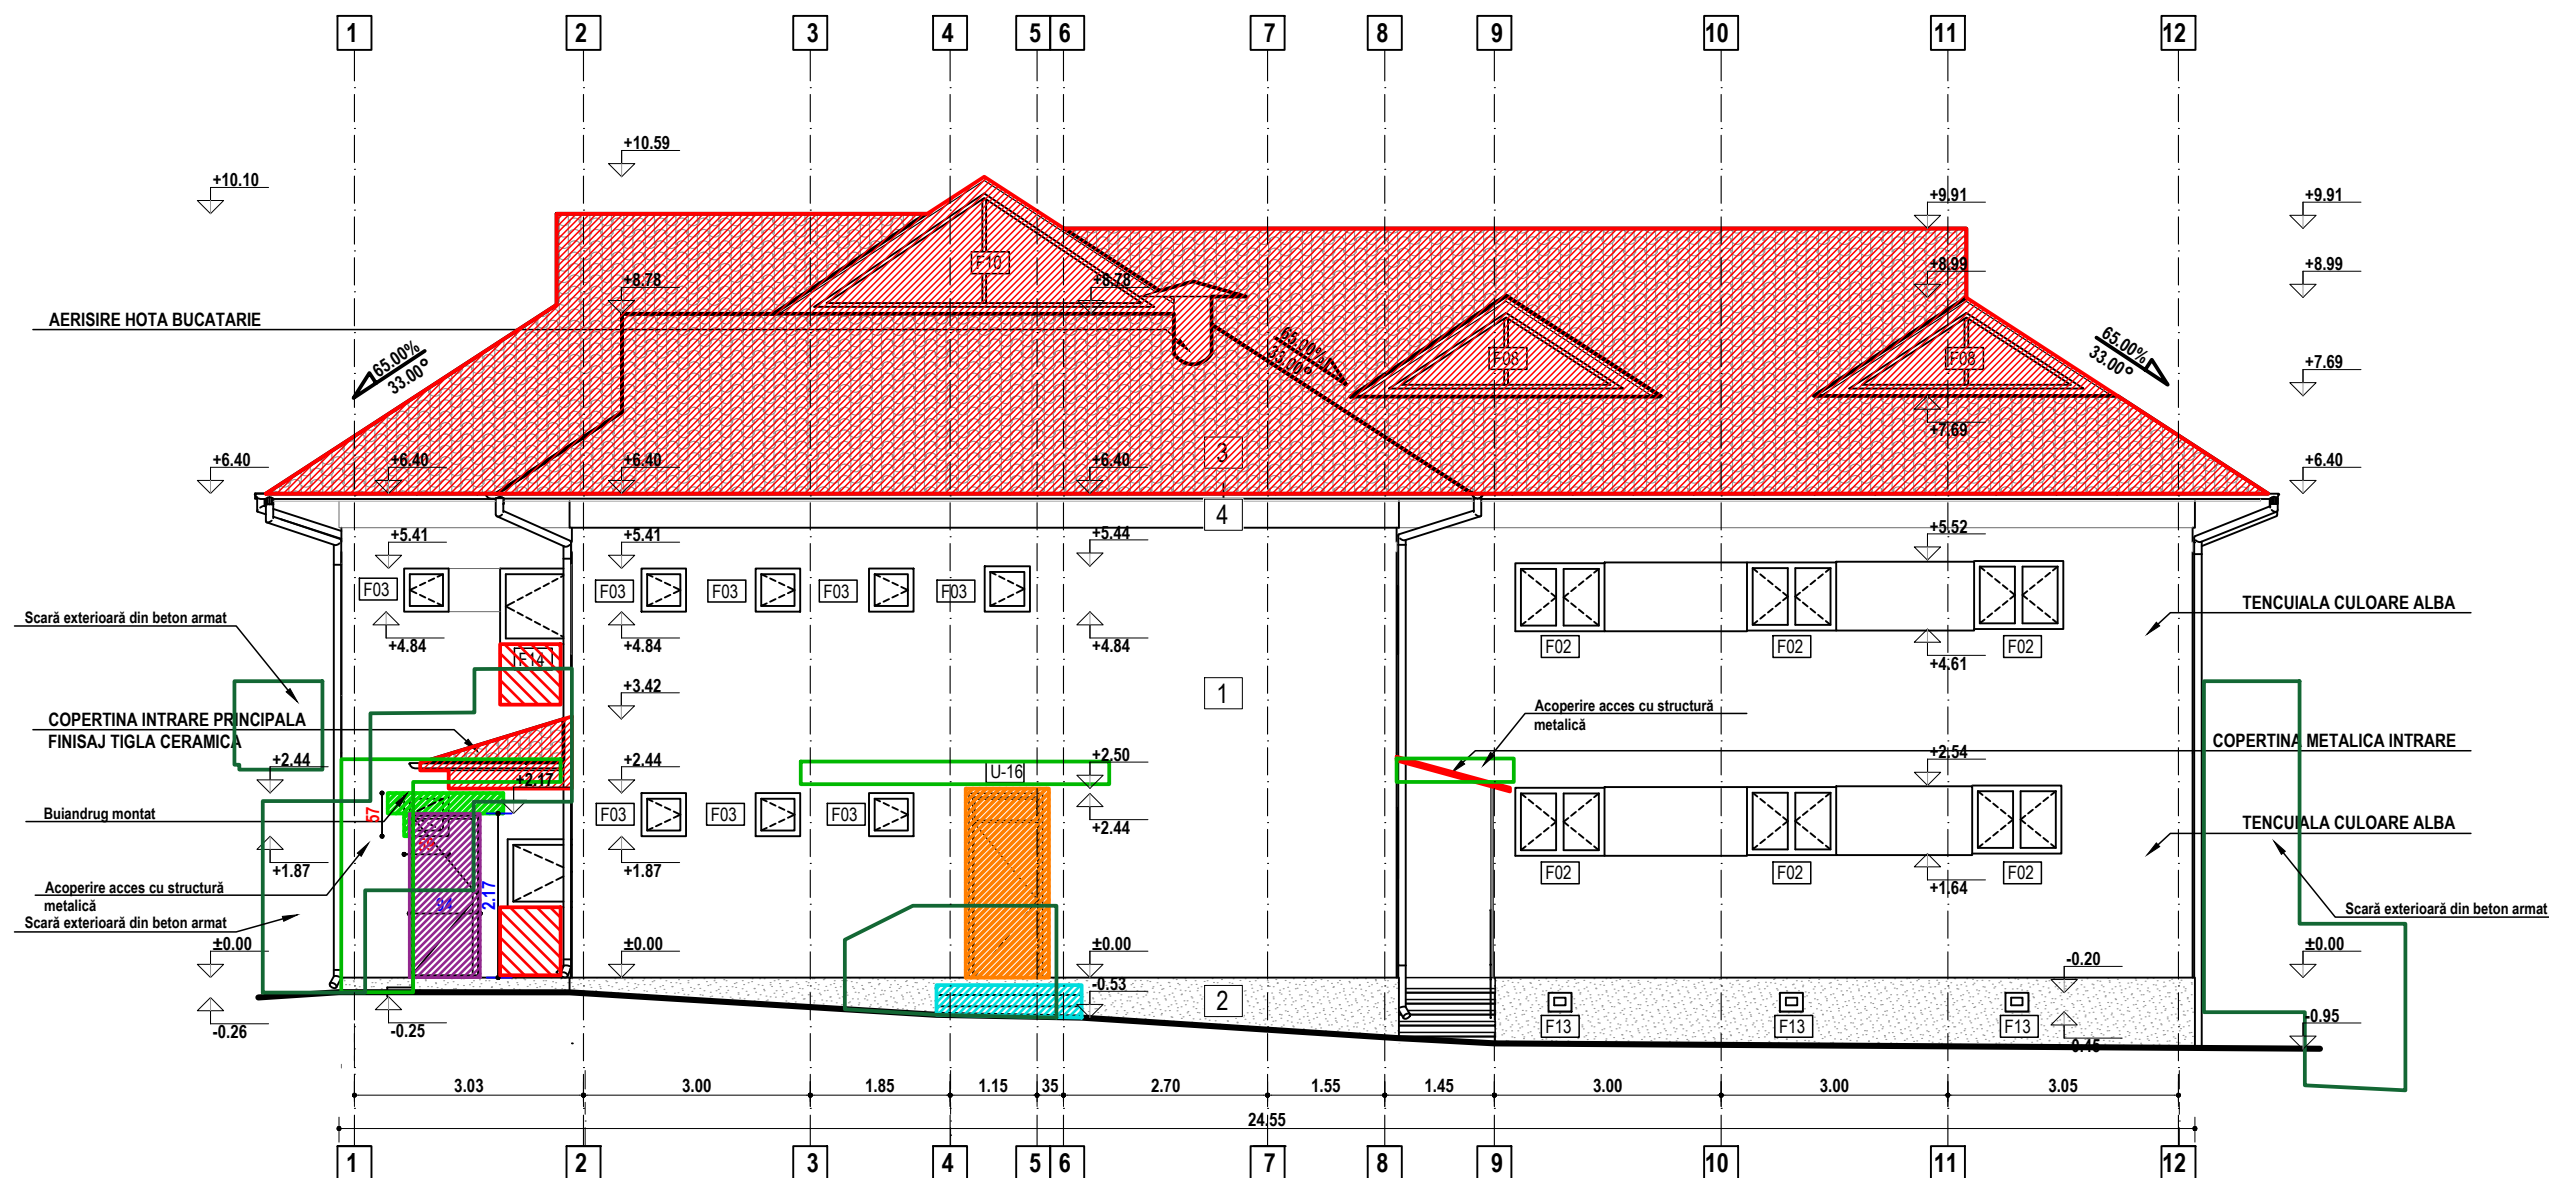 1 2 3 4 5 6 7 8 9 10 11 12
+10.59
+10.10
+9.91 +9.91
F10
+8.78 +8.78 +8.99 +8.99
AERISIRE HOTA BUCATARIE
65.00%
33.00°
65.00%
33.00°
65.00%
33.00°
F08 F08
+7.69
+7.69
3
+6.40 +6.40 +6.40 +6.40 +6.40
4
+5.41 +5.41 +5.44 +5.52
F03 F03 F03 F03 F03
TENCUIALA CULOARE ALBA
Scară exterioară din beton armat
+4.84 +4.84 +4.84 +4.61
F02 F02 F02
F14
+3.42
1
Acoperire acces cu structură
metalică
COPERTINA INTRARE PRINCIPALA
FINISAJ TIGLA CERAMICA
COPERTINA METALICA INTRARE
+2.44 +2.17 +2.44 +2.50 +2.54
U-16
Buiandrug montat
57
F03 F03 F03
+2.44
TENCUIALA CULOARE ALBA
59
+1.87 +1.87 +1.64
F02 F02 F02
Acoperire acces cu structură
metalică
94
2.17
Scară exterioară din beton armat
Scară exterioară din beton armat
±0.00 ±0.00 ±0.00 ±0.00
-0.20
-0.53
2
-0.26 -0.25
F13 F13 F13
-0.95
-0.45
3.03 3.00 1.85 1.15 35 2.70 1.55 1.45 3.00 3.00 3.05
24.55
1 2 3 4 5 6 7 8 9 10 11 12